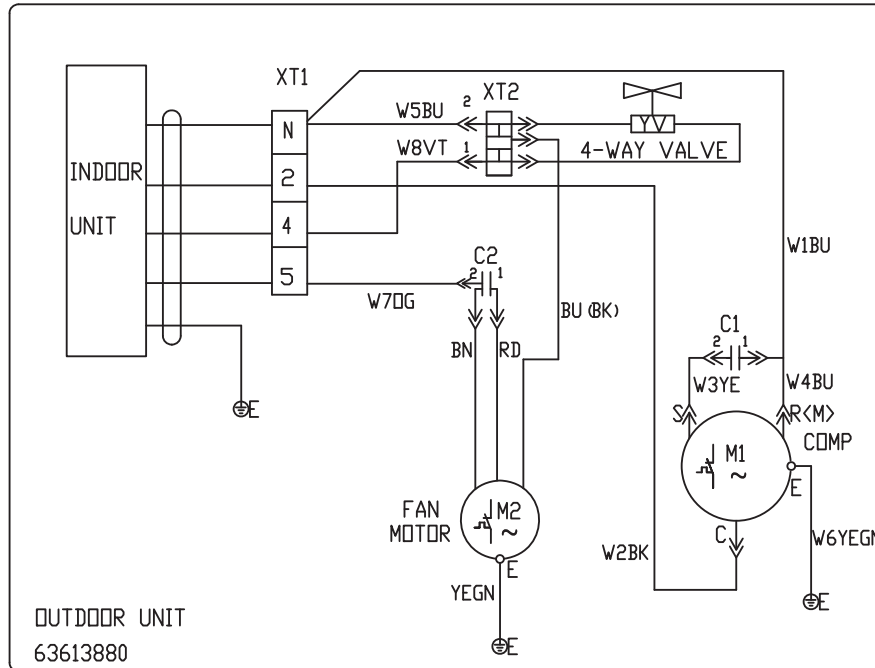 XT1
XT2
W5BU
2
N
YV
W8VT
1
4-WAY VALVE
INDOOR
UNIT
2
4
W1BU
C2
5
2
1
W7OG
BU(BK)
C1
2
1
BN
RD
W3YE
W4BU
S
R(M)
COMP
M1
~
E
FAN
MOTOR
M2
~
C
W2BK
W6YEGN
E
YEGN
E
E
E
OUTDOOR UNIT
63613880